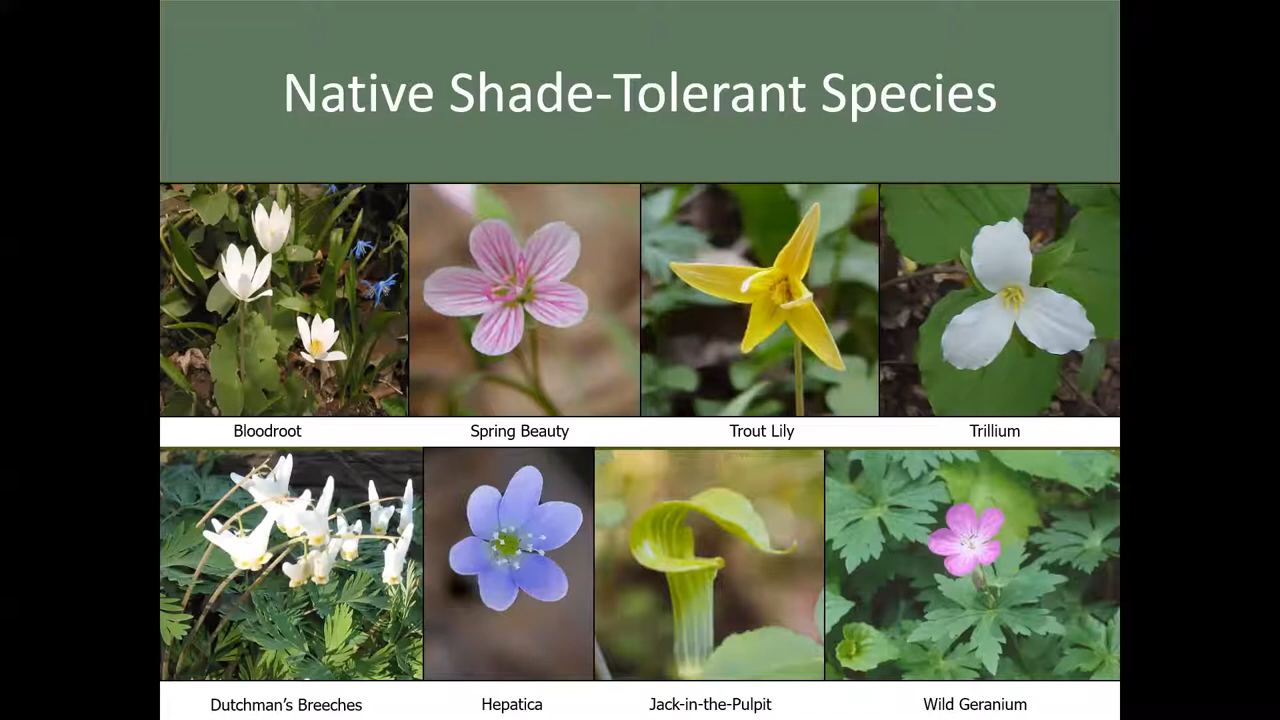 Native Shade-Tolerant Species
Bloodroot
Spring Beauty
Trout Lily
Trillium
Dutchman’s Breeches
Hepatica
Jack-in-the-Pulpit
Wild Geranium